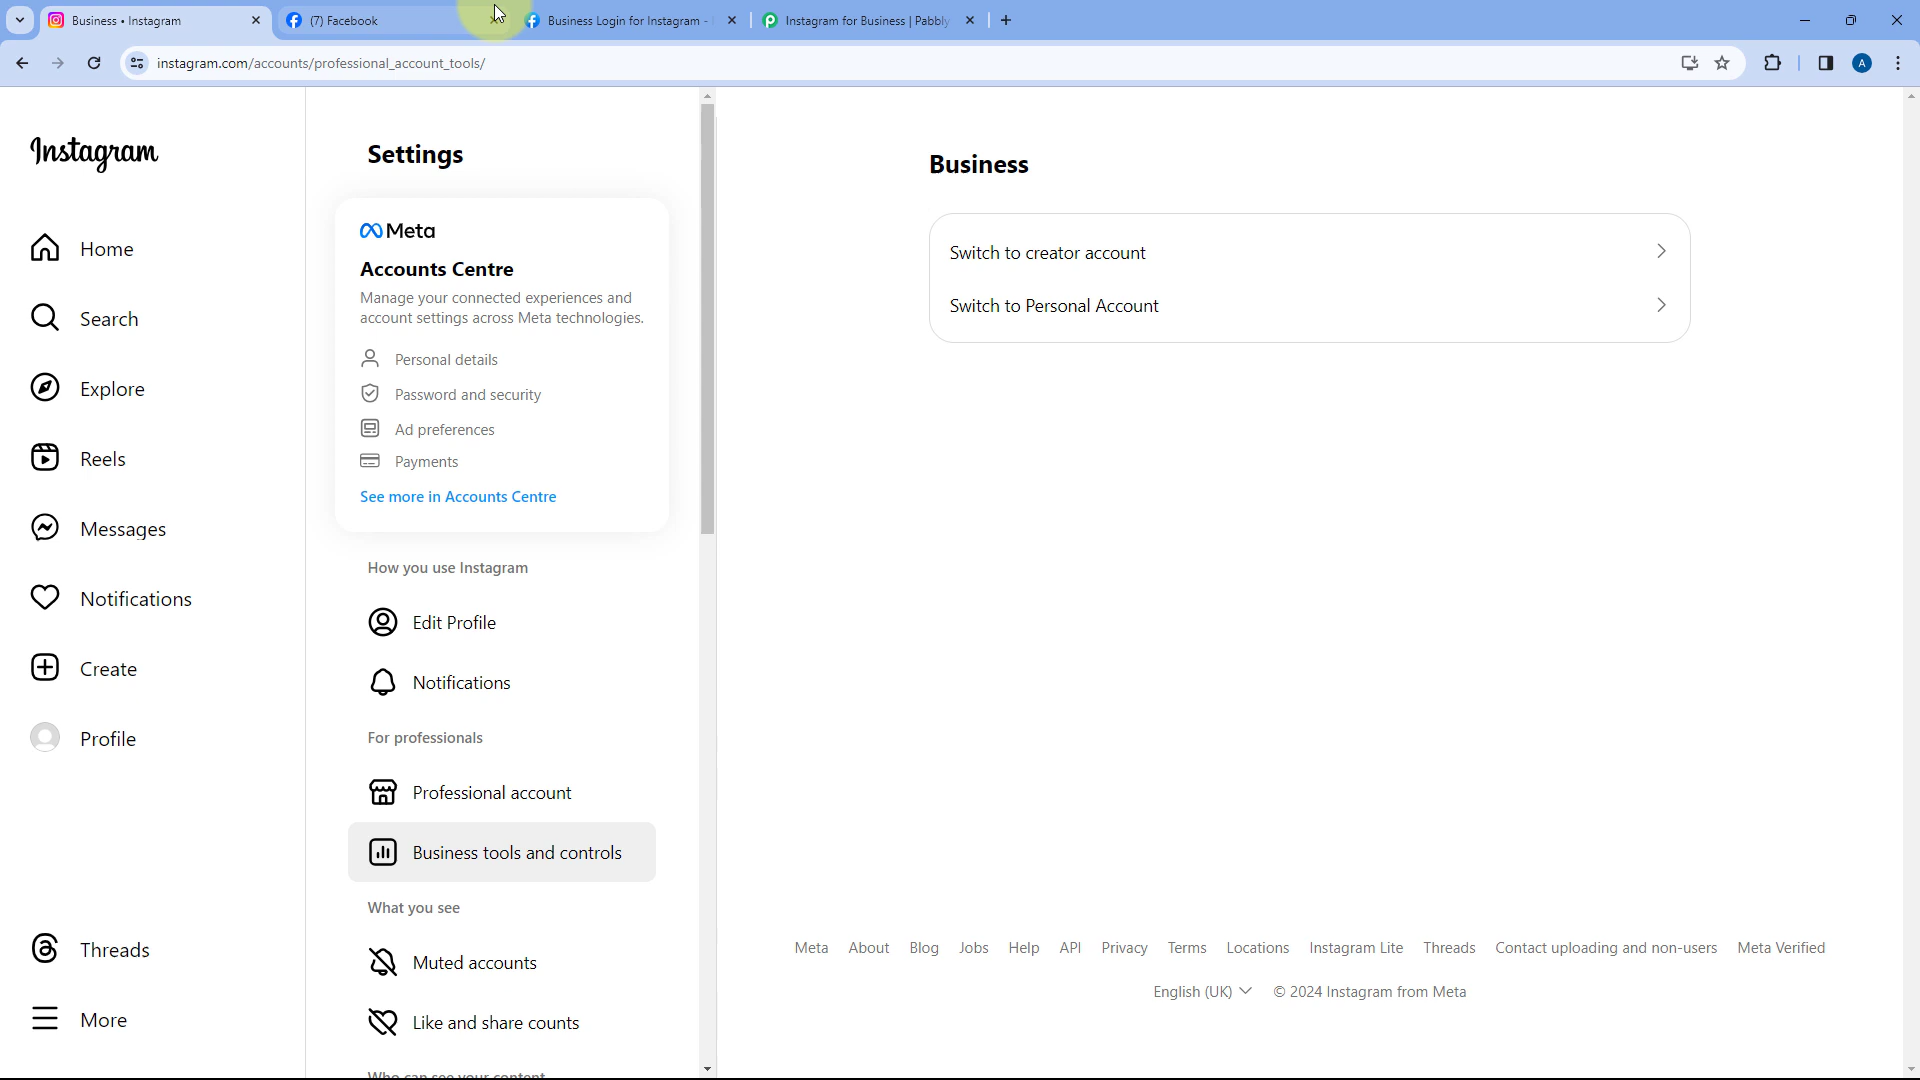 Business • Instagram
(7) Facebook
Business Login for Instagram -
Instagram for Business | Pabbly
instagram.com/accounts/professional_account_tools/
A
Instagram
Home
Search
Explore
Reels
Messages
Notifications
Create
Profile
Threads
More
Settings
Meta
Accounts Centre
Manage your connected experiences and
account settings across Meta technologies.
Personal details
Password and security
Ad preferences
Payments
See more in Accounts Centre
How you use Instagram
Edit Profile
Notifications
For professionals
Professional account
Business tools and controls
What you see
Muted accounts
Like and share counts
Who can see your content
Business
Switch to creator account
Switch to Personal Account
Meta About Blog Jobs Help API Privacy Terms Locations Instagram Lite Threads Contact uploading and non-users Meta Verified
English (UK) © 2024 Instagram from Meta